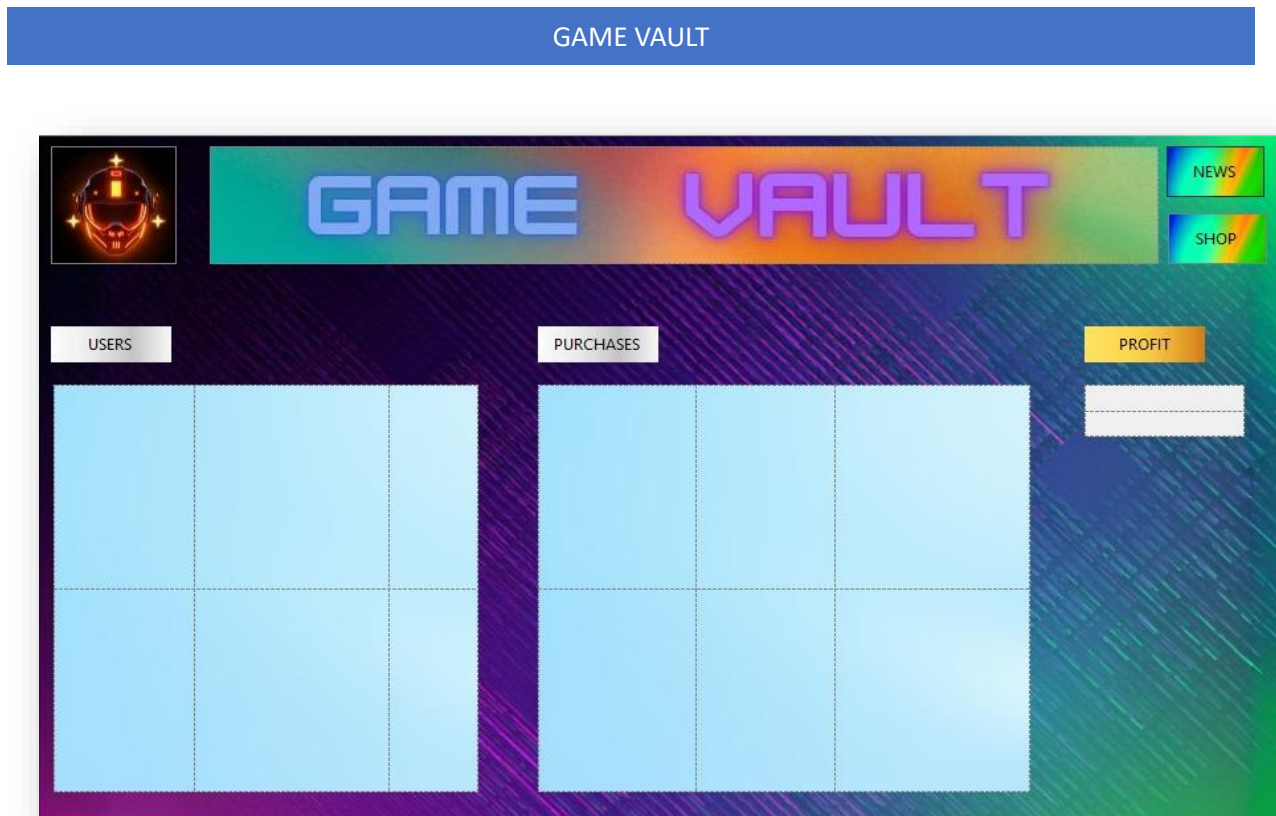 GAME VAULT
GAME VAULT
NEWS
SHOP
USERS
PURCHASES
PROFIT